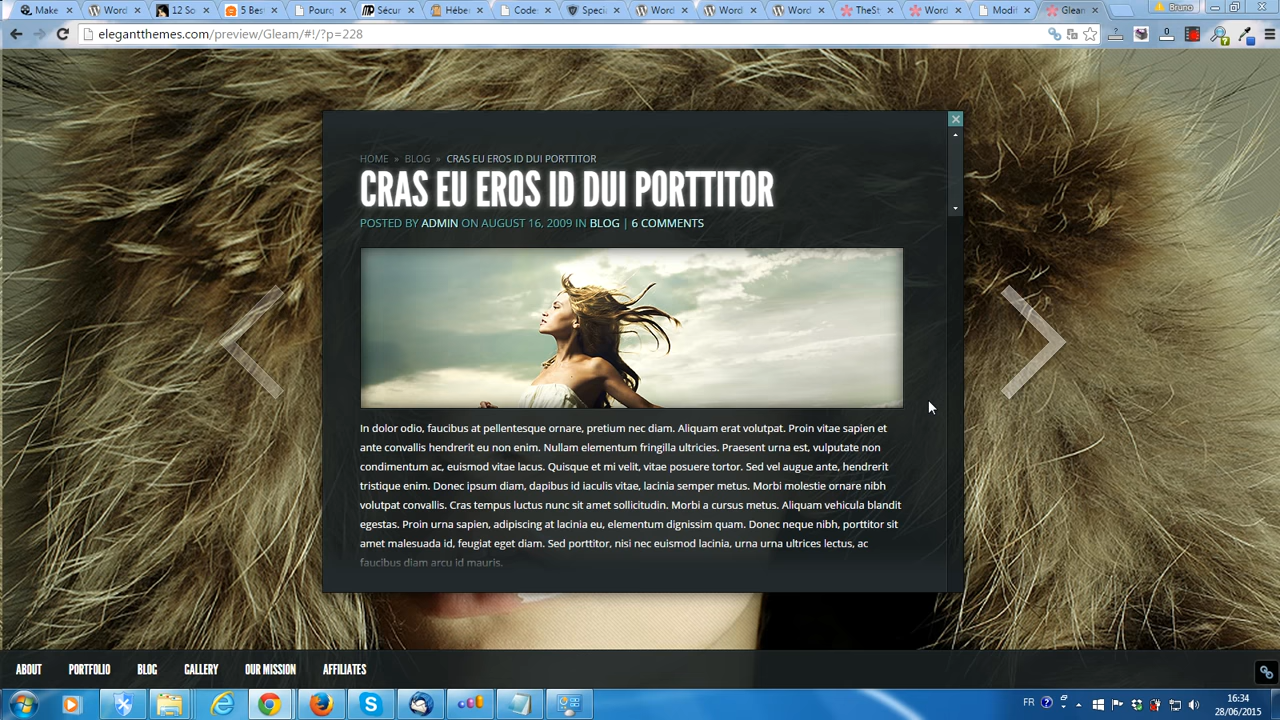 Make
Word
12 So
5 Bes
Pourq
Sécur
Hébe
Code
Speci
Word
Word
Word
TheSt
Word
Modif
Gleam
Bruno
elegantthemes.com/preview/Gleam/#!/?p=228
HOME » BLOG » CRAS EU EROS ID DUI PORTTITOR
CRAS EU EROS ID DUI PORTTITOR
POSTED BY ADMIN ON AUGUST 16, 2009 IN BLOG | 6 COMMENTS
In dolor odio, faucibus at pellentesque ornare, pretium nec diam. Aliquam erat volutpat. Proin vitae sapien et
ante convallis hendrerit eu non enim. Nullam elementum fringilla ultricies. Praesent urna est, vulputate non
condimentum ac, euismod vitae lacus. Quisque et mi velit, vitae posuere tortor. Sed vel augue ante, hendrerit
tristique enim. Donec ipsum diam, dapibus id iaculis vitae, lacinia semper metus. Morbi molestie ornare nibh
volutpat convallis. Cras tempus luctus nunc sit amet sollicitudin. Morbi a cursus metus. Aliquam vehicula blandit
egestas. Proin urna sapien, adipiscing at lacinia eu, elementum dignissim quam. Donec neque nibh, porttitor sit
amet malesuada id, feugiat eget diam. Sed porttitor, nisi nec euismod lacinia, urna urna ultrices lectus, ac
faucibus diam arcu id mauris.
ABOUT PORTFOLIO BLOG GALLERY OUR MISSION AFFILIATES
FR
16:34
28/06/2015